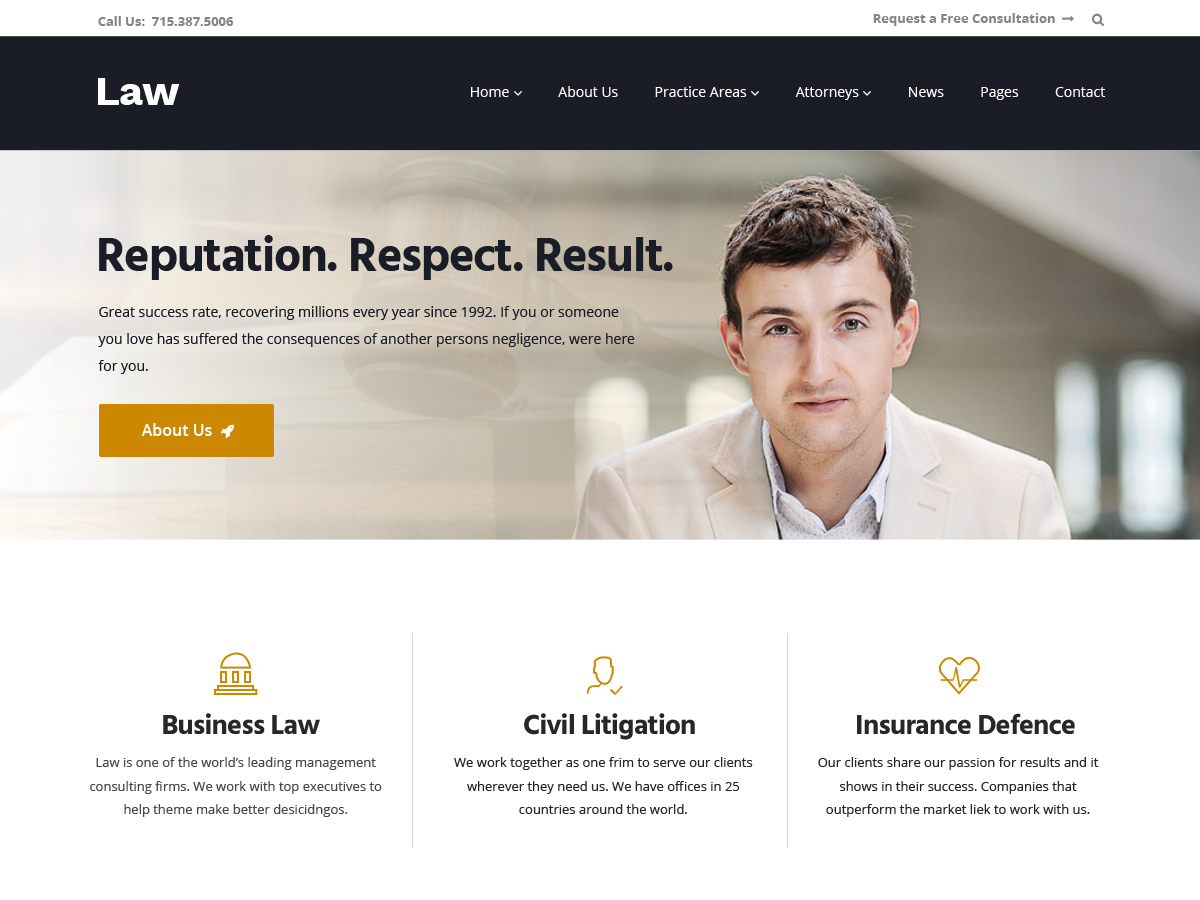 Call Us: 715.387.5006
Request a Free Consultation
Law
Home
About Us
Practice Areas
Attorneys
News
Pages
Contact
Reputation. Respect. Result.
Great success rate, recovering millions every year since 1992. If you or someone
you love has suffered the consequences of another persons negligence, were here
for you.
About Us
Business Law
Law is one of the world’s leading management
consulting firms. We work with top executives to
help theme make better desicidngos.
Civil Litigation
We work together as one frim to serve our clients
wherever they need us. We have offices in 25
countries around the world.
Insurance Defence
Our clients share our passion for results and it
shows in their success. Companies that
outperform the market liek to work with us.